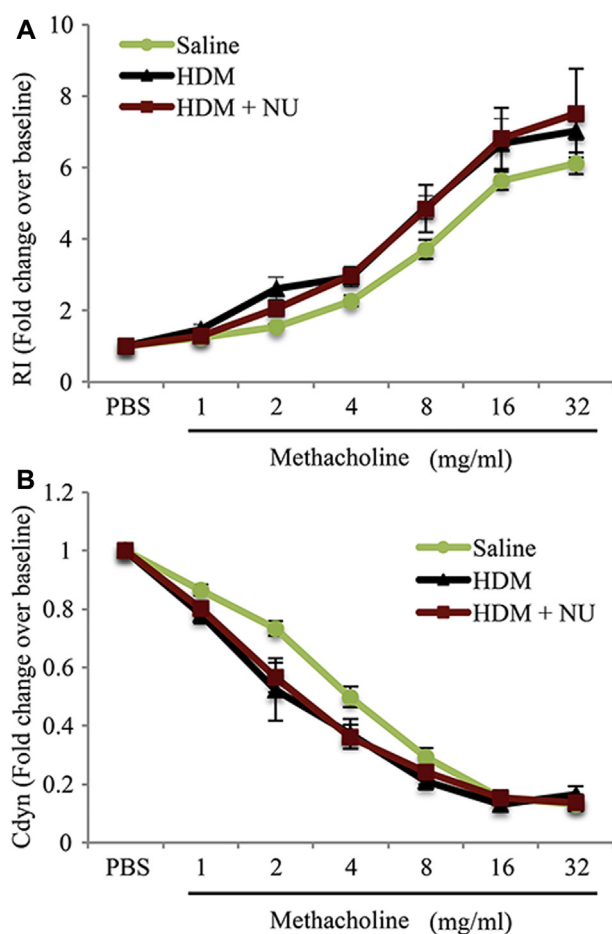 A
10
8
6
4
2
0
RI (Fold change over baseline)
Saline
HDM
HDM + NU
PBS 1 2 4 8 16 32
Methacholine (mg/ml)
B
1.2
1
0.8
0.6
0.4
0.2
0
Cdyn (Fold change over baseline)
Saline
HDM
HDM + NU
PBS 1 2 4 8 16 32
Methacholine (mg/ml)